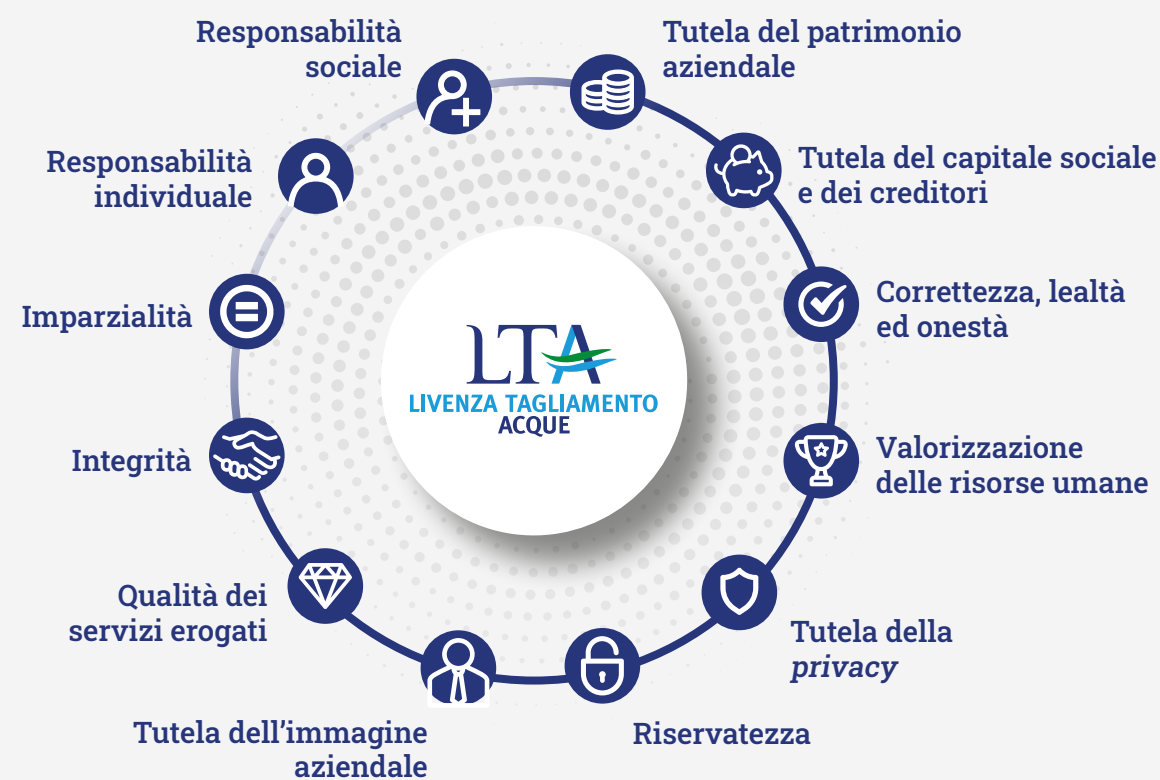 Responsabilità
sociale
Tutela del patrimonio
aziendale
Responsabilità
individuale
Tutela del capitale sociale
e dei creditori
Imparzialità
Correttezza, lealtà
ed onestà
LTA
LIVENZA TAGLIAMENTO
ACQUE
Integrità
Valorizzazione
delle risorse umane
Qualità dei
servizi erogati
Tutela della
privacy
Tutela dell'immagine
aziendale
Riservatezza